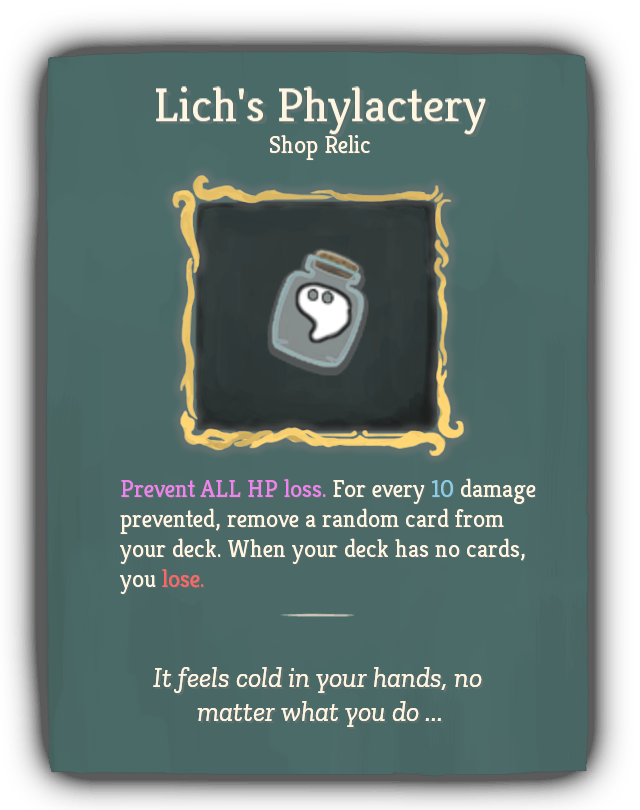 Lich's Phylactery
Shop Relic
Prevent ALL HP loss. For every 10 damage
prevented, remove a random card from
your deck. When your deck has no cards,
you lose.
It feels cold in your hands, no
matter what you do ...